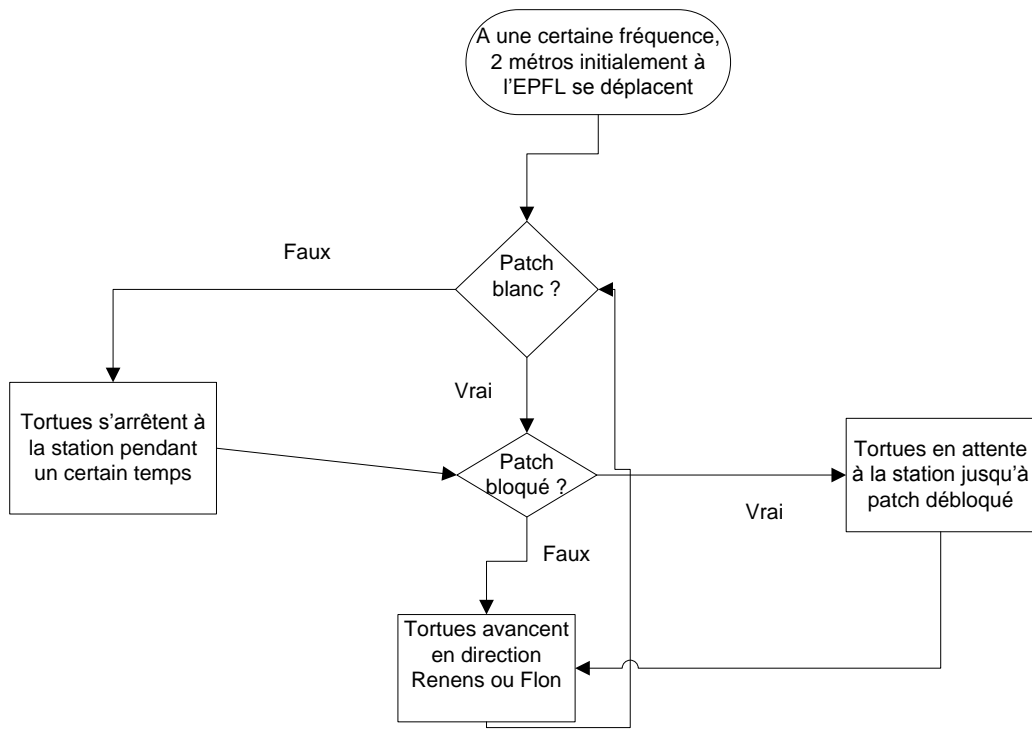 A une certaine fréquence,
2 métros initialement à
l'EPFL se déplacent
Faux
Patch
blanc ?
Vrai
Tortues s'arrêtent à
la station pendant
un certain temps
Patch
bloqué ?
Vrai
Tortues en attente
à la station jusqu'à
patch débloqué
Faux
Tortues avancent
en direction
Renens ou Flon